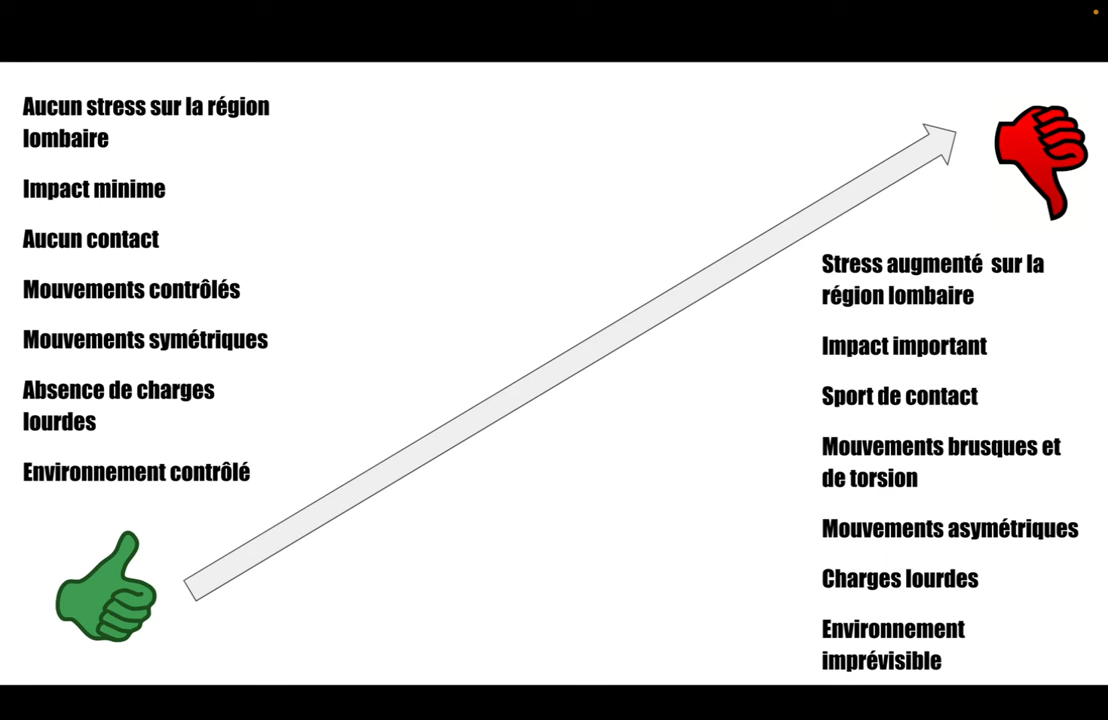 Aucun stress sur la région
lombaire
Impact minime
Aucun contact
Mouvements contrôlés
Mouvements symétriques
Absence de charges
lourdes
Environnement contrôlé
Stress augmenté  sur la
région lombaire
Impact important
Sport de contact
Mouvements brusques et
de torsion
Mouvements asymétriques
Charges lourdes
Environnement
imprévisible